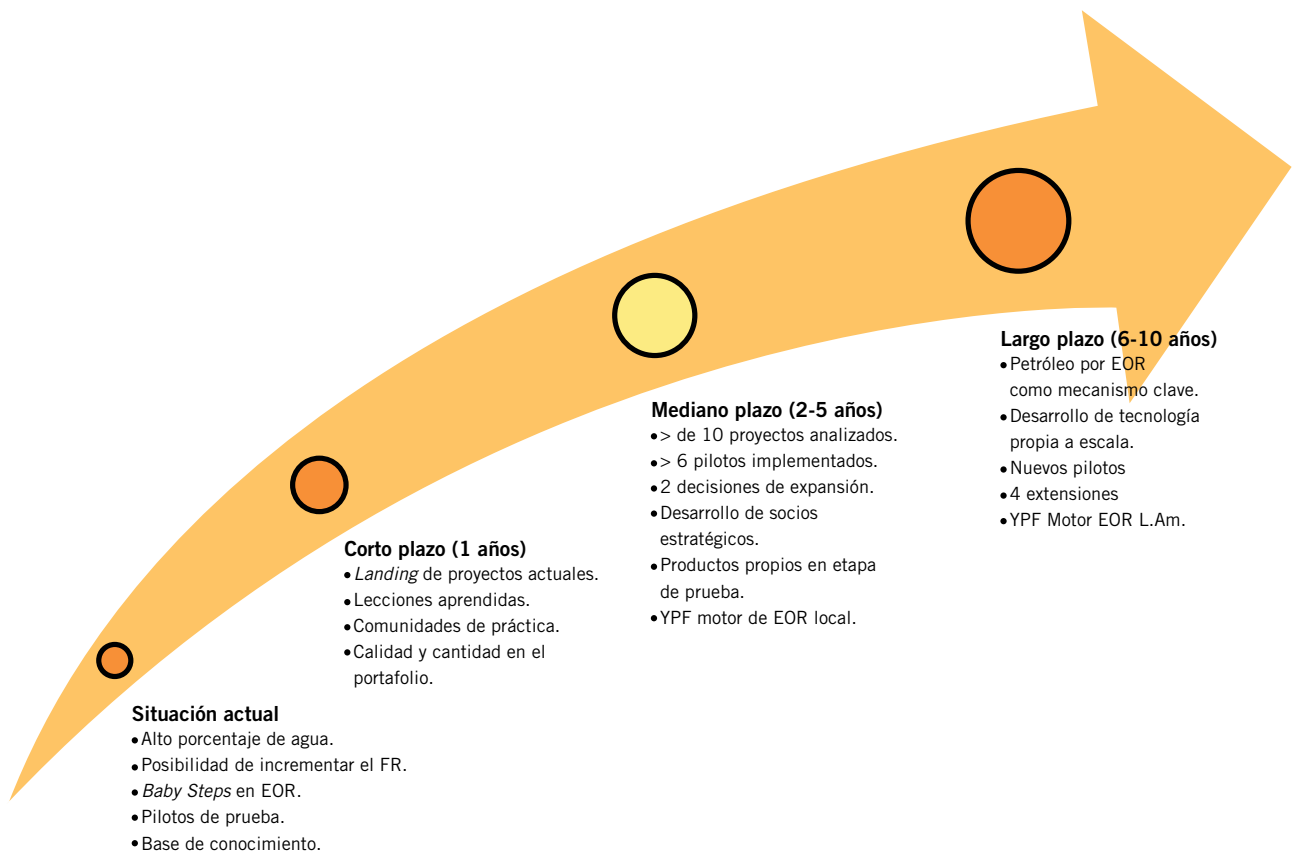 Situación actual
• Alto porcentaje de agua.
• Posibilidad de incrementar el FR.
• Baby Steps en EOR.
• Pilotos de prueba.
• Base de conocimiento.
Corto plazo (1 años)
• Landing de proyectos actuales.
• Lecciones aprendidas.
• Comunidades de práctica.
• Calidad y cantidad en el
portafolio.
Mediano plazo (2-5 años)
• > de 10 proyectos analizados.
• > 6 pilotos implementados.
• 2 decisiones de expansión.
• Desarrollo de socios
estratégicos.
• Productos propios en etapa
de prueba.
• YPF motor de EOR local.
Largo plazo (6-10 años)
• Petróleo por EOR
como mecanismo clave.
• Desarrollo de tecnología
propia a escala.
• Nuevos pilotos
• 4 extensiones
• YPF Motor EOR L.Am.